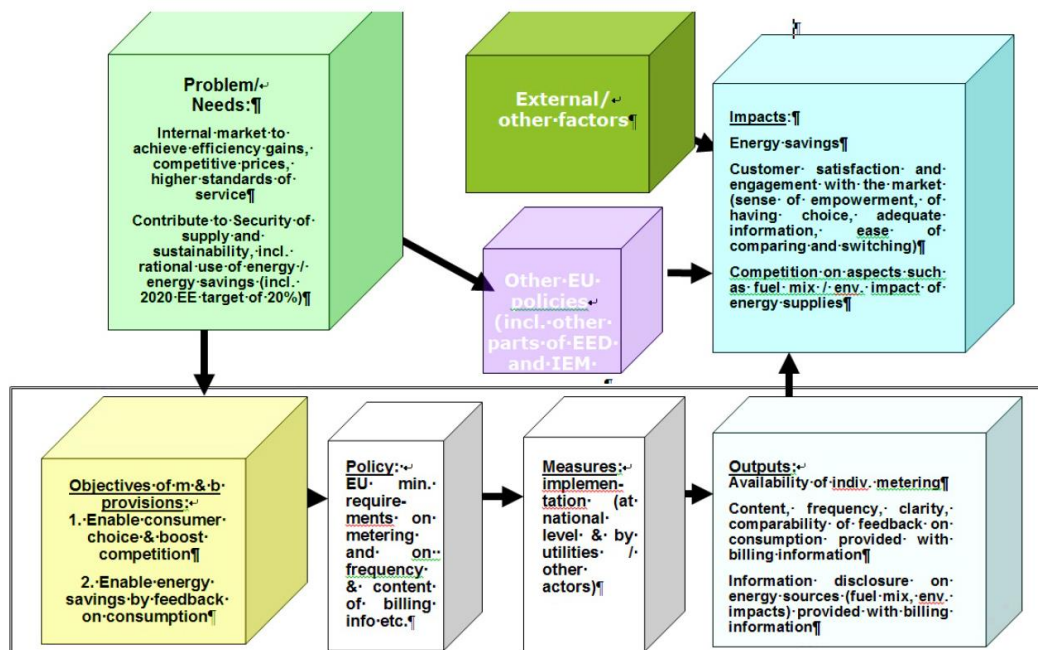 Problem/
Needs:¶
Internal·market·to·
achieve·efficiency·gains,·
competitive·prices,·
higher·standards·of·
service¶
Contribute·to·Security·of·
supply·and·
sustainability,·incl.·
rational·use·of·energy·/·
energy·savings·(incl.·
2020·EE·target·of·20%)¶
External/
other·factors¶
Other·EU·
policies
(incl.·other·
parts·of·EED·
and·IEM·
¶
¶
Impacts:¶
Energy·savings¶
Customer· satisfaction· and·
engagement· with· the· market·
(sense· of· empowerment,· of·
having· choice,· adequate·
information,· ease· of·
comparing·and·switching)¶
Competition·on·aspects·such·
as·fuel·mix·/·env.·impact·of·
energy·supplies¶
Objectives·of·m·&·b·
provisions:
1.·Enable·consumer·
choice·&·boost·
competition¶
2.·Enable·energy·
savings·by·feedback·
on·consumption¶
Policy:·
EU· min.·
require-
ments· on·
metering·
and· on··
frequency·
&· content·
of· billing·
info·etc.¶
Measures:
implemen-
tation· (at·
national·
level· &· by·
utilities· /·
other·
actors)¶
Outputs:
Availability·of·indiv.·metering¶
Content,· frequency,· clarity,·
comparability· of· feedback· on·
consumption· provided· with·
billing·information¶
Information· disclosure· on·
energy·sources·(fuel·mix,·env.·
impacts)·provided·with·billing·
information¶